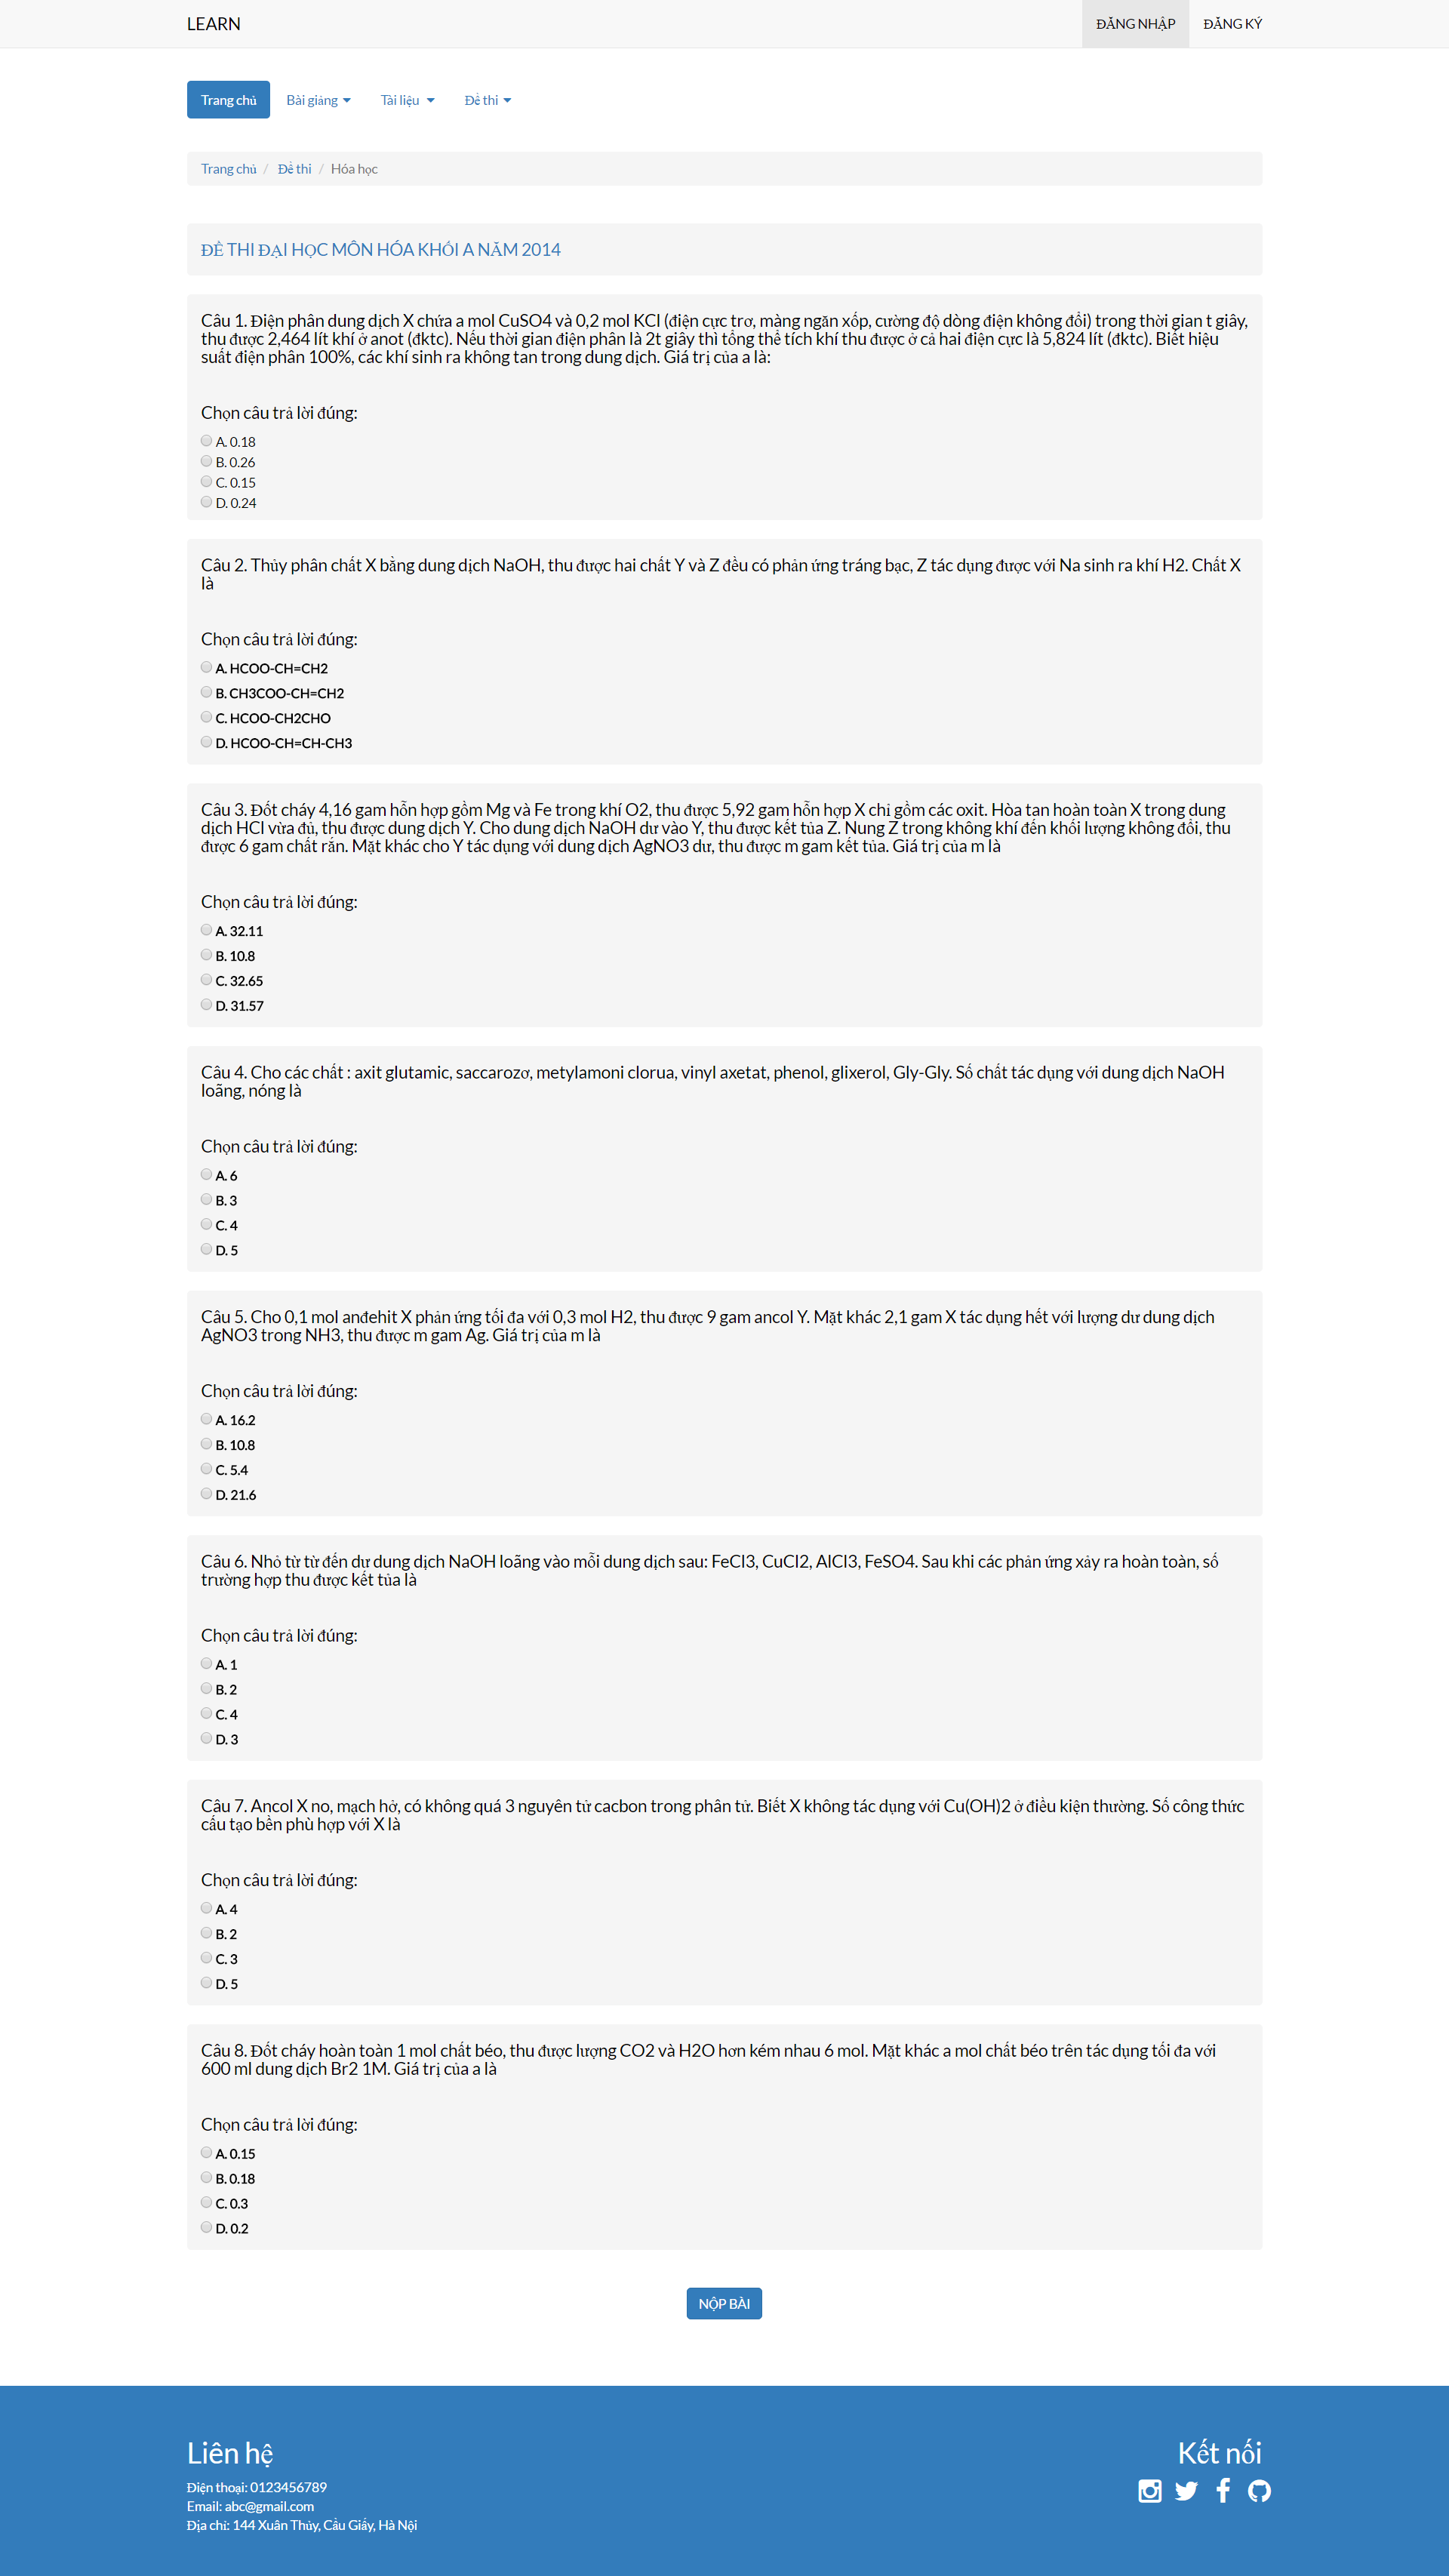 LEARN
ĐĂNG NHẬP
ĐĂNG KÝ
Trang chủ
Bài giảng
Tài liệu
Đề thi
Trang chủ / Đề thi / Hóa học
ĐỀ THI ĐẠI HỌC MÔN HÓA KHỐI A NĂM 2014
Câu 1. Điện phân dung dịch X chứa a mol CuSO4 và 0,2 mol KCl (điện cực trơ, màng ngăn xốp, cường độ dòng điện không đổi) trong thời gian t giây,
thu được 2,464 lít khí ở anot (đktc). Nếu thời gian điện phân là 2t giây thì tổng thể tích khí thu được ở cả hai điện cực là 5,824 lít (đktc). Biết hiệu
suất điện phân 100%, các khí sinh ra không tan trong dung dịch. Giá trị của a là:
Chọn câu trả lời đúng:
A. 0.18
B. 0.26
C. 0.15
D. 0.24
Câu 2. Thủy phân chất X bằng dung dịch NaOH, thu được hai chất Y và Z đều có phản ứng tráng bạc, Z tác dụng được với Na sinh ra khí H2. Chất X
là
Chọn câu trả lời đúng:
A. HCOO-CH=CH2
B. CH3COO-CH=CH2
C. HCOO-CH2CHO
D. HCOO-CH=CH-CH3
Câu 3. Đốt cháy 4,16 gam hỗn hợp gồm Mg và Fe trong khí O2, thu được 5,92 gam hỗn hợp X chỉ gồm các oxit. Hòa tan hoàn toàn X trong dung
dịch HCl vừa đủ, thu được dung dịch Y. Cho dung dịch NaOH dư vào Y, thu được kết tủa Z. Nung Z trong không khí đến khối lượng không đổi, thu
được 6 gam chất rắn. Mặt khác cho Y tác dụng với dung dịch AgNO3 dư, thu được m gam kết tủa. Giá trị của m là
Chọn câu trả lời đúng:
A. 32.11
B. 10.8
C. 32.65
D. 31.57
Câu 4. Cho các chất : axit glutamic, saccarozơ, metylamoni clorua, vinyl axetat, phenol, glixerol, Gly-Gly. Số chất tác dụng với dung dịch NaOH
loãng, nóng là
Chọn câu trả lời đúng:
A. 6
B. 3
C. 4
D. 5
Câu 5. Cho 0,1 mol anđehit X phản ứng tối đa với 0,3 mol H2, thu được 9 gam ancol Y. Mặt khác 2,1 gam X tác dụng hết với lượng dư dung dịch
AgNO3 trong NH3, thu được m gam Ag. Giá trị của m là
Chọn câu trả lời đúng:
A. 16.2
B. 10.8
C. 5.4
D. 21.6
Câu 6. Nhỏ từ từ đến dư dung dịch NaOH loãng vào mỗi dung dịch sau: FeCl3, CuCl2, AlCl3, FeSO4. Sau khi các phản ứng xảy ra hoàn toàn, số
trường hợp thu được kết tủa là
Chọn câu trả lời đúng:
A. 1
B. 2
C. 4
D. 3
Câu 7. Ancol X no, mạch hở, có không quá 3 nguyên tử cacbon trong phân tử. Biết X không tác dụng với Cu(OH)2 ở điều kiện thường. Số công thức
cấu tạo bền phù hợp với X là
Chọn câu trả lời đúng:
A. 4
B. 2
C. 3
D. 5
Câu 8. Đốt cháy hoàn toàn 1 mol chất béo, thu được lượng CO2 và H2O hơn kém nhau 6 mol. Mặt khác a mol chất béo trên tác dụng tối đa với
600 ml dung dịch Br2 1M. Giá trị của a là
Chọn câu trả lời đúng:
A. 0.15
B. 0.18
C. 0.3
D. 0.2
NỘP BÀI
Liên hệ
Điện thoại: 0123456789
Email: abc@gmail.com
Địa chỉ: 144 Xuân Thủy, Cầu Giấy, Hà Nội
Kết nối